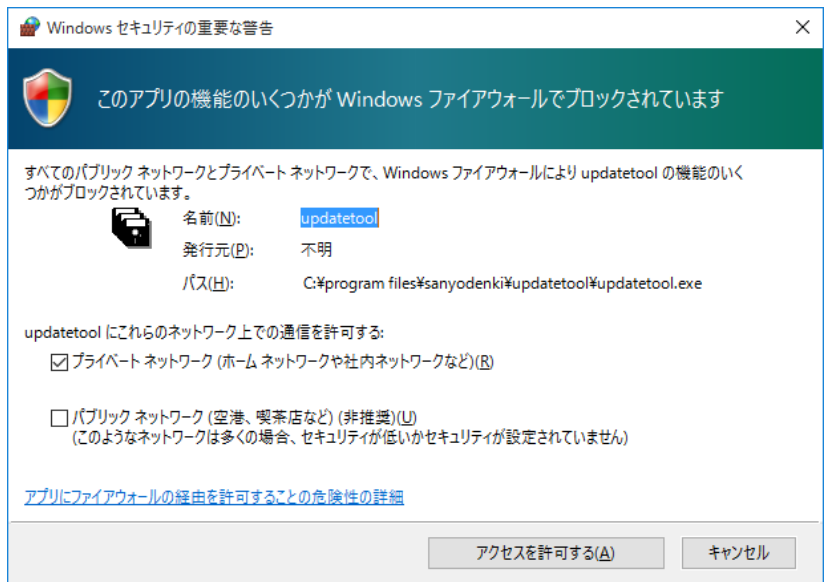 Windows セキュリティの重要な警告
このアプリの機能のいくつかが Windows ファイアウォールでブロックされています
すべてのパブリック ネットワークとプライベート ネットワークで、Windows ファイアウォールにより updatetool の機能のいく
つかがブロックされています。
名前(N): updatetool
発行元(P): 不明
パス(H): C:¥program files¥sanyodenki¥updatetool¥updatetool.exe
updatetool にこれらのネットワーク上での通信を許可する:
プライベート ネットワーク (ホーム ネットワークや社内ネットワークなど)(R)
パブリック ネットワーク (空港、喫茶店など) (非推奨)(U)
(このようなネットワークは多くの場合、セキュリティが低いかセキュリティが設定されていません)
アプリにファイアウォールの経由を許可することの危険性の詳細
アクセスを許可する(A) キャンセル